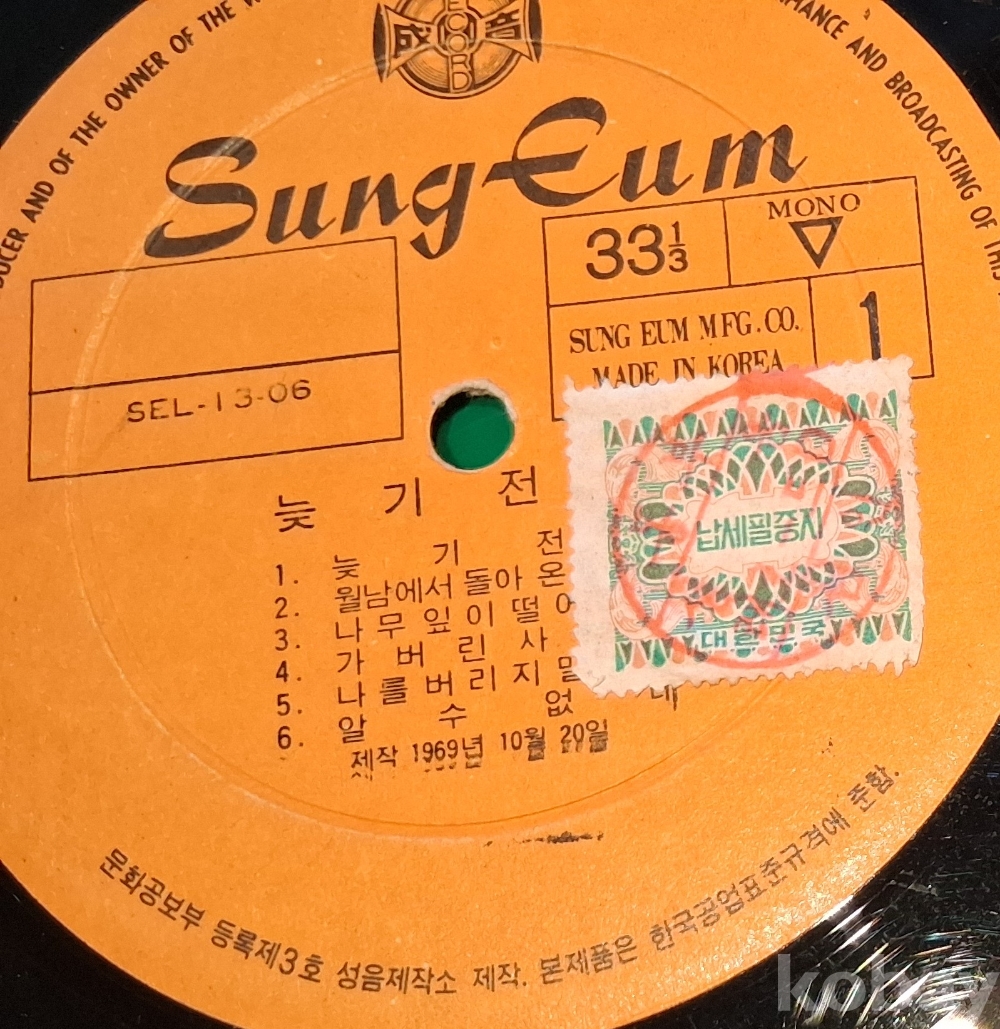 DUCER AND OF THE OWNER OF THE W
MANCE AND BROADCASTING OF THIS
成音
RECORD
Sung Eum
33⅓
MONO
SUNG EUM MFG.CO.
MADE IN KOREA
1
SEL-13-06
늦기전
1. 늦기전
2. 월남에서 돌아 온
3. 나무잎이 떨어
4. 가버린사
5. 나를버리지말
6. 알수없네
제작 1969년 10월 20일
납세필증지
대한민국
문화공보부 등록제3호 성음제작소 제작. 본제품은 한국공업표준규격에 준함.
kobay